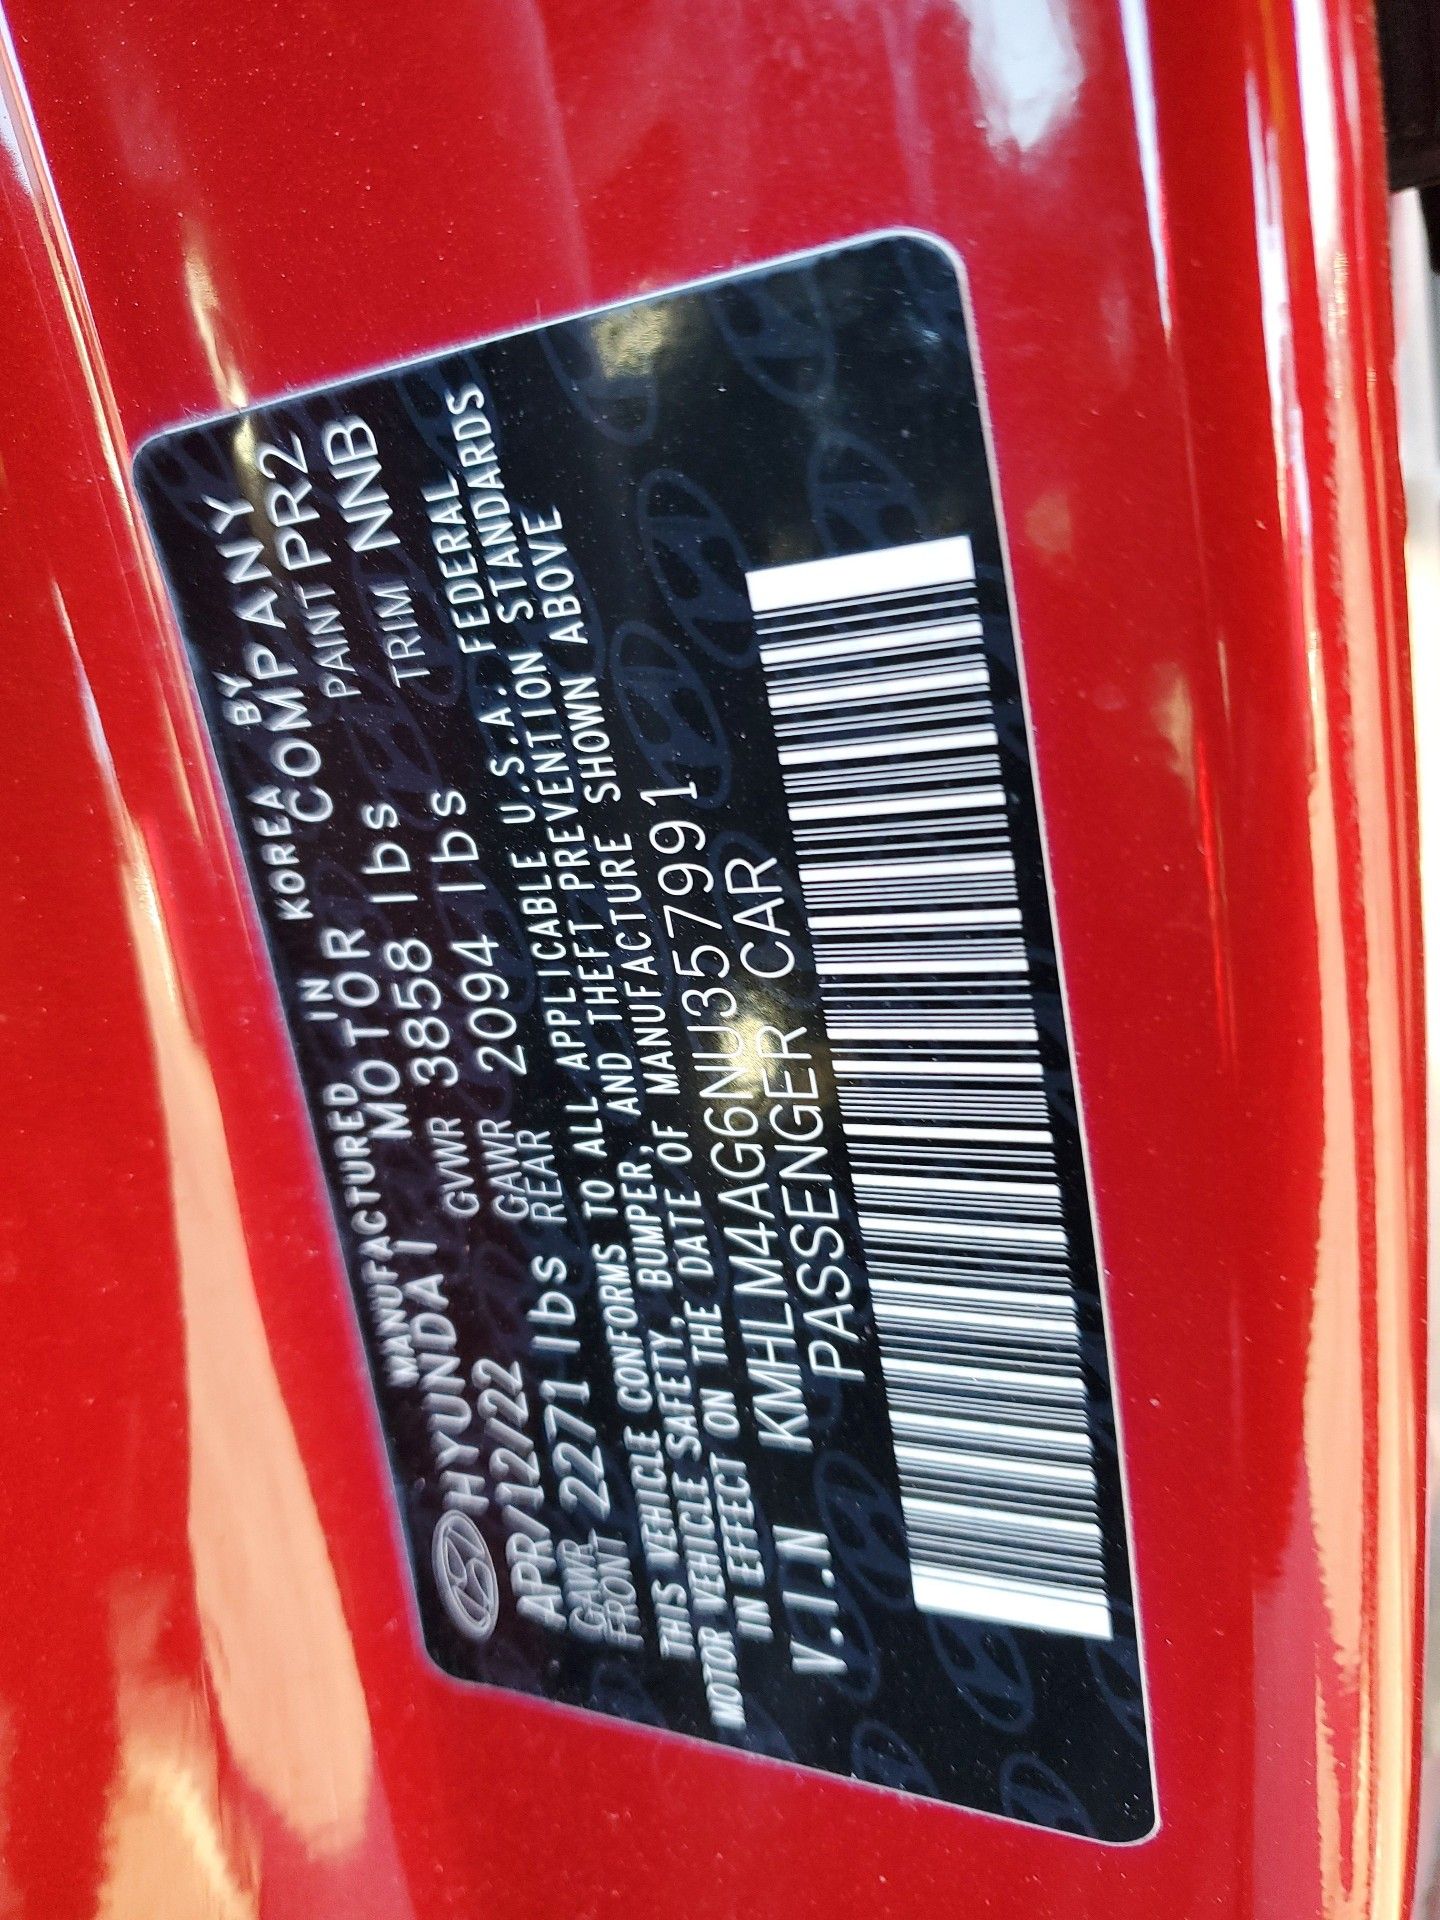 MANUFACTURED IN KOREA BY
HYUNDAI MOTOR COMPANY
APR/12/22 GVWR 3858 lbs PAINT PR2
GAWR FRONT 2271 lbs GAWR REAR 2094 lbs TRIM NNB
THIS VEHICLE CONFORMS TO ALL APPLICABLE U.S.A. FEDERAL
MOTOR VEHICLE SAFETY, BUMPER, AND THEFT PREVENTION STANDARDS
IN EFFECT ON THE DATE OF MANUFACTURE SHOWN ABOVE
V.I.N KMHLM4AG6NU357991
PASSENGER CAR